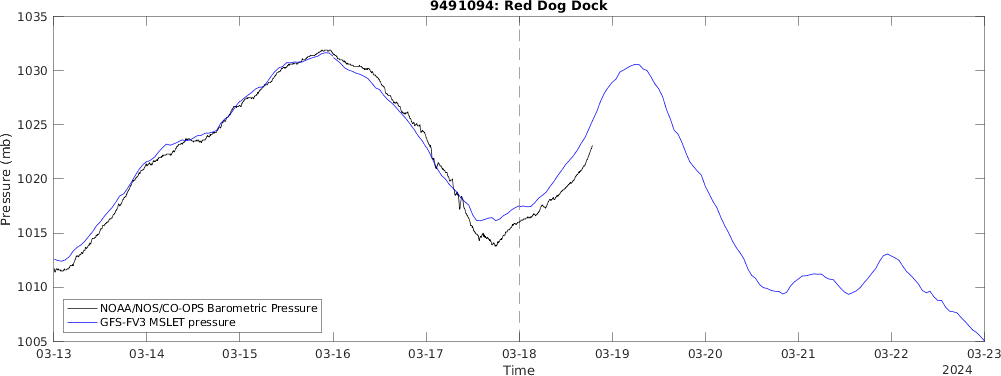 9491094: Red Dog Dock
Pressure (mb)
1035
1030
1025
1020
1015
1010
1005
NOAA/NOS/CO-OPS Barometric Pressure
GFS-FV3 MSLET pressure
03-13 03-14 03-15 03-16 03-17 03-18 03-19 03-20 03-21 03-22 03-23
Time
2024